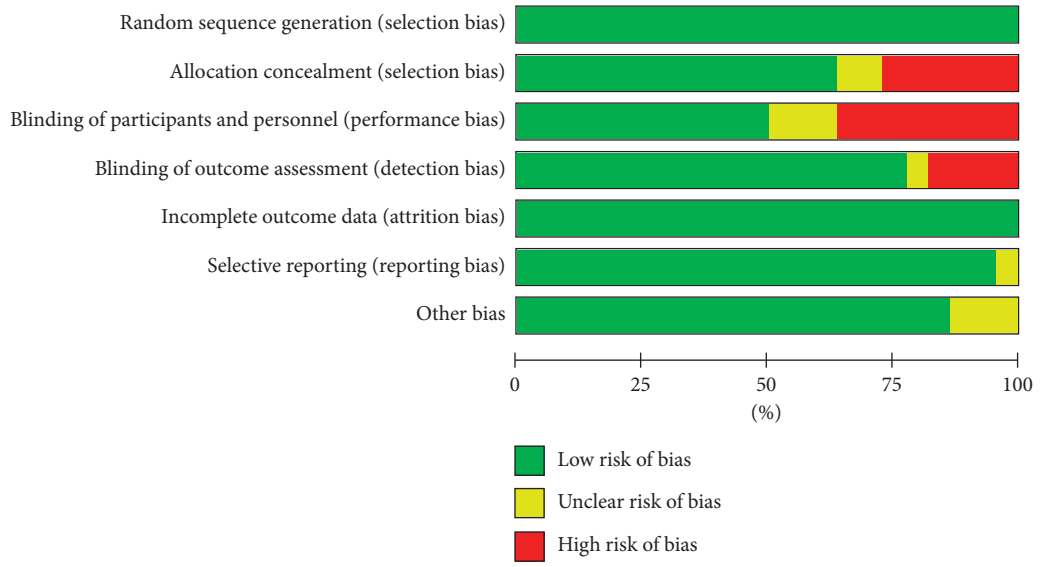 Random sequence generation (selection bias)
Allocation concealment (selection bias)
Blinding of participants and personnel (performance bias)
Blinding of outcome assessment (detection bias)
Incomplete outcome data (attrition bias)
Selective reporting (reporting bias)
Other bias
0 25 50 75 100
(%)
Low risk of bias
Unclear risk of bias
High risk of bias